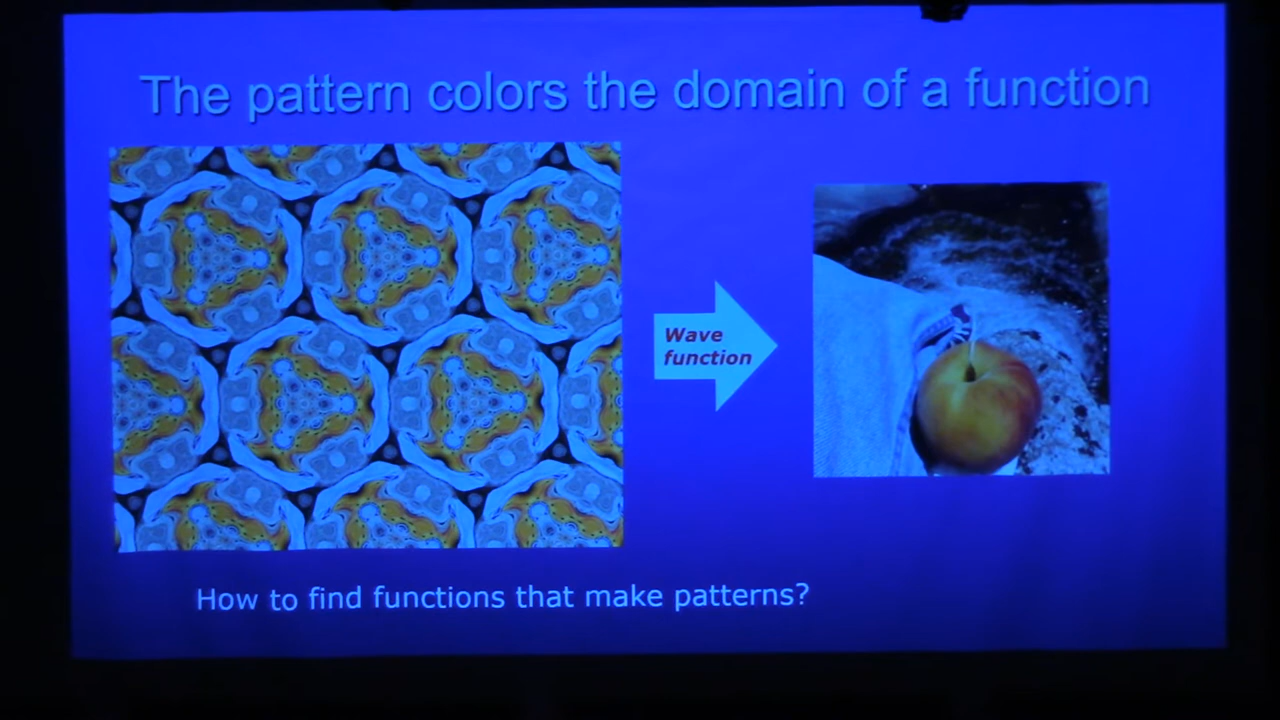 The pattern colors the domain of a function
Wave
function
How to find functions that make patterns?